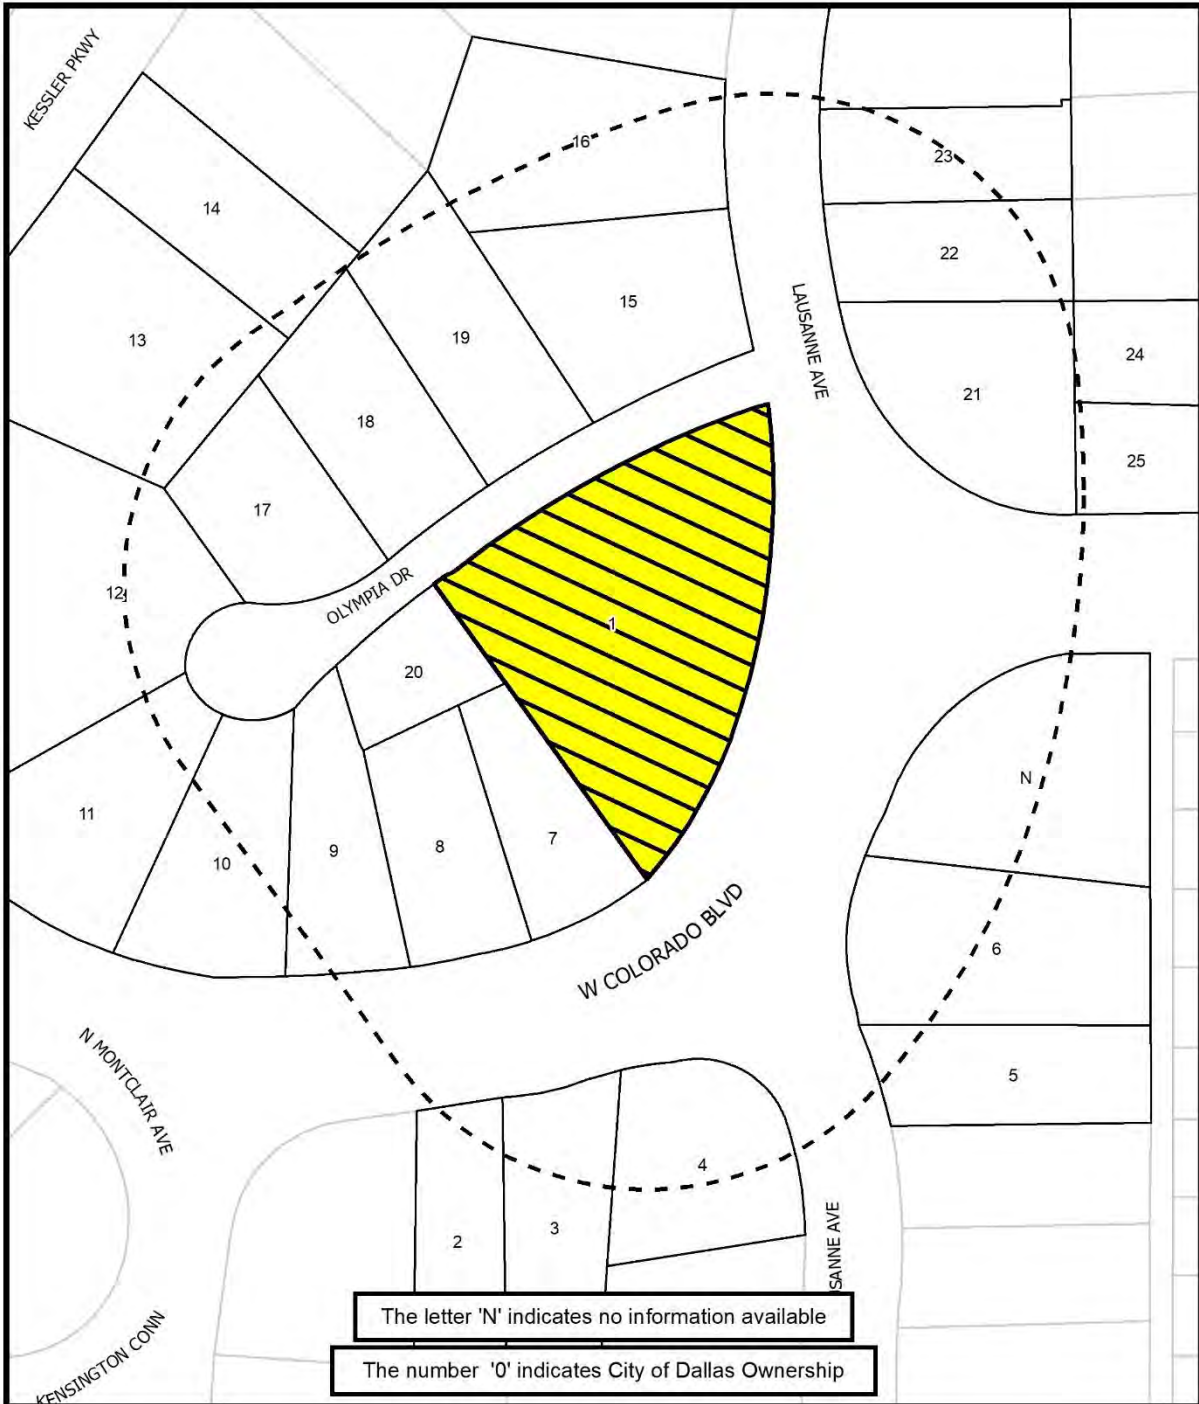 KESSLER PKWY
16
23
14
22
LAUSANNE AVE
15
13
19
24
21
18
25
17
12
OLYMPIA DR
1
20
N
11
10
9
8
7
W COLORADO BLVD
6
N MONTCLAIR AVE
5
4
2
3
SANNE AVE
The letter 'N' indicates no information available
KENSINGTON CONN
The number '0' indicates City of Dallas Ownership